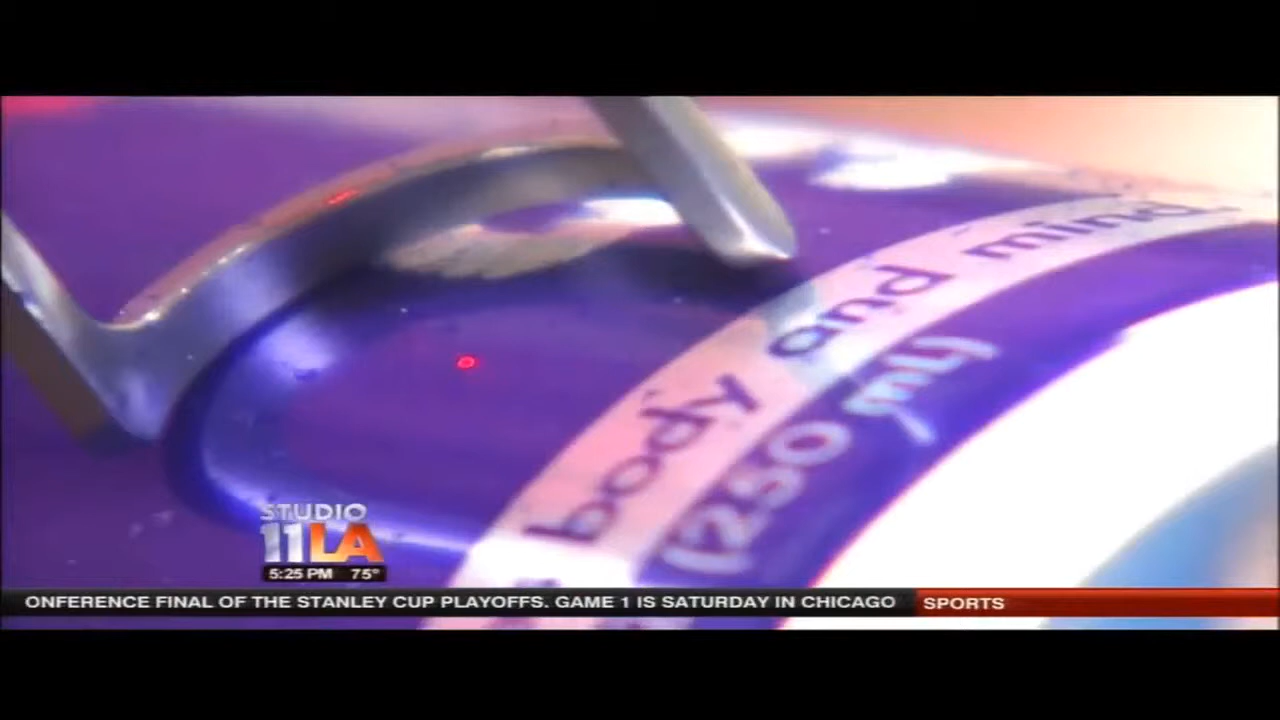 body and mind.
(250 mL)
STUDIO
11LA
5:25 PM 75°
ONFERENCE FINAL OF THE STANLEY CUP PLAYOFFS. GAME 1 IS SATURDAY IN CHICAGO
SPORTS